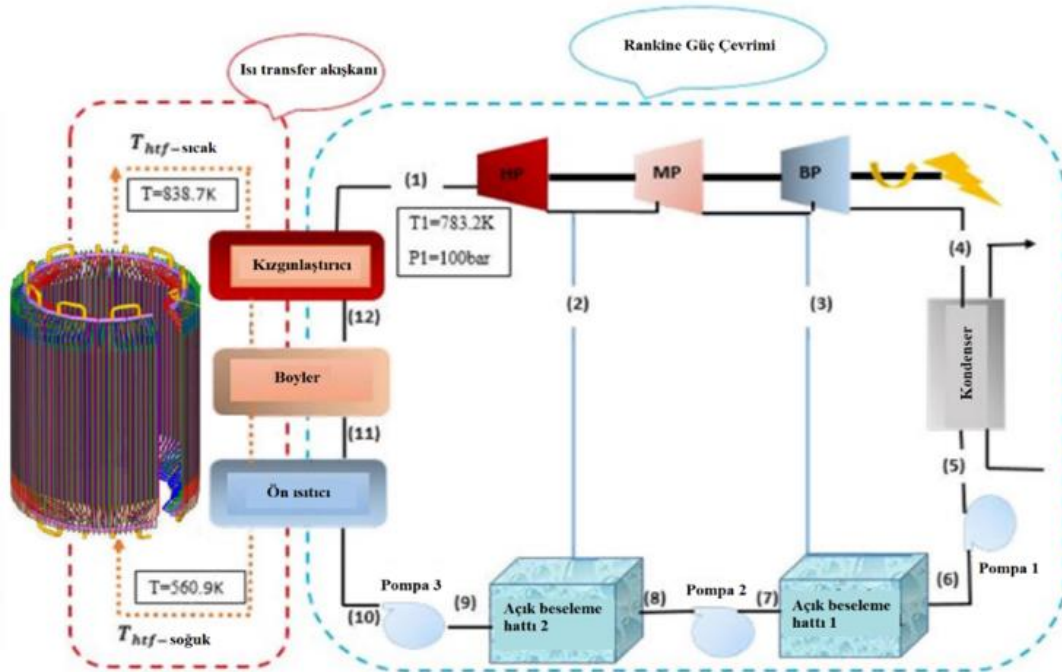 Rankine Güç Çevrimi
Isı transfer akışkanı
T_htf-sıcak
T=838.7K
(1)
HP
MP
BP
T1=783.2K
P1=100bar
Kızgınlaştırıcı
(2)
(3)
(4)
(12)
Boyler
Kondenser
(11)
(5)
Ön ısıtıcı
T=560.9K
Pompa 3
Pompa 2
Pompa 1
(10)
(9)
Açık beseleme
hattı 2
(8)
(7)
Açık beseleme
hattı 1
(6)
T_htf-soğuk